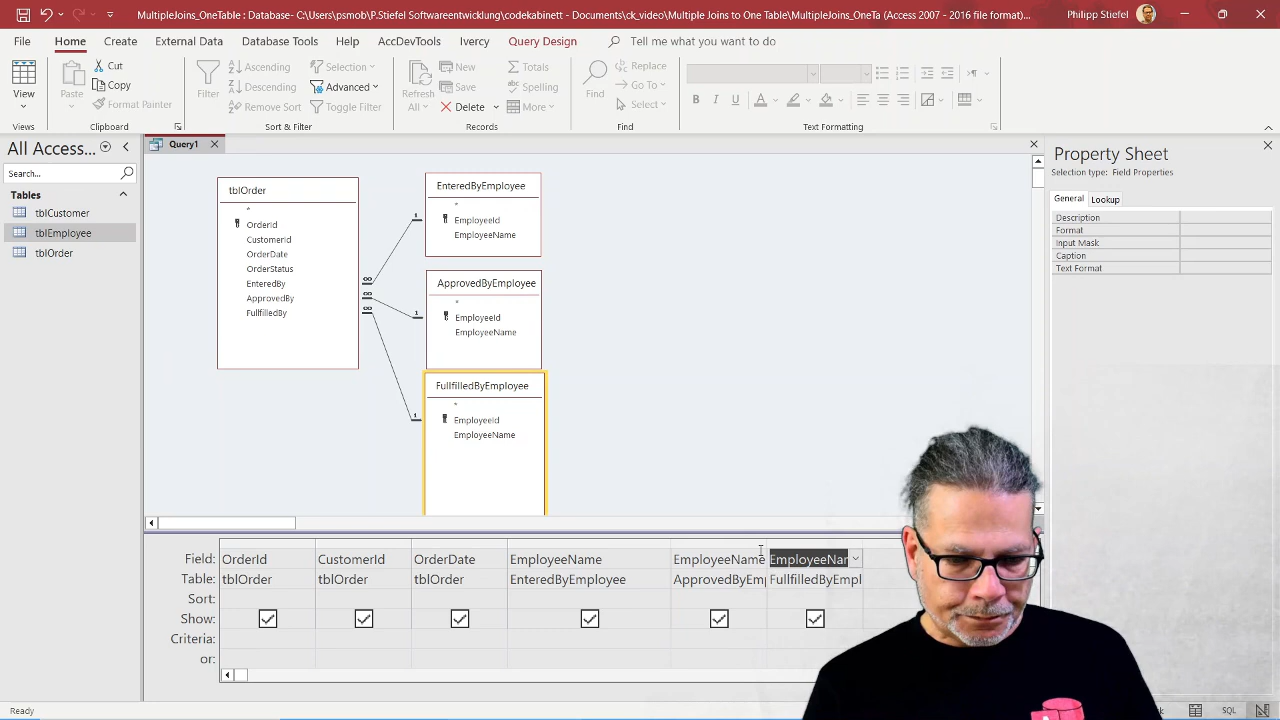 MultipleJoins_OneTable : Database- C:\Users\psmob\P.Stiefel Softwareentwicklung\codekabinett - Documents\ck_video\Multiple Joins to One Table\MultipleJoins_OneTa (Access 2007 - 2016 file format)...
Philipp Stiefel
File Home Create External Data Database Tools Help AccDevTools Ivercy Query Design Tell me what you want to do
View
Views
Paste
Cut
Copy
Format Painter
Clipboard
Filter
Ascending
Descending
Remove Sort
Selection
Advanced
Toggle Filter
Sort & Filter
Refresh
All
New
Save
Delete
Totals
Spelling
More
Records
Find
Replace
Go To
Select
Find
B I U A
Text Formatting
All Access...
Search...
Tables
tblCustomer
tblEmployee
tblOrder
Query1
tblOrder
*
OrderId
CustomerId
OrderDate
OrderStatus
EnteredBy
ApprovedBy
FullfilledBy
∞
∞
∞
1
1
1
EnteredByEmployee
*
EmployeeId
EmployeeName
ApprovedByEmployee
*
EmployeeId
EmployeeName
FullfilledByEmployee
*
EmployeeId
EmployeeName
Property Sheet
Selection type: Field Properties
General Lookup
Description
Format
Input Mask
Caption
Text Format
Field: OrderId CustomerId OrderDate EmployeeName EmployeeName EmployeeNar
Table: tblOrder tblOrder tblOrder EnteredByEmployee ApprovedByEmp FullfilledByEmpl
Sort:
Show:
Criteria:
or:
Ready
SQL